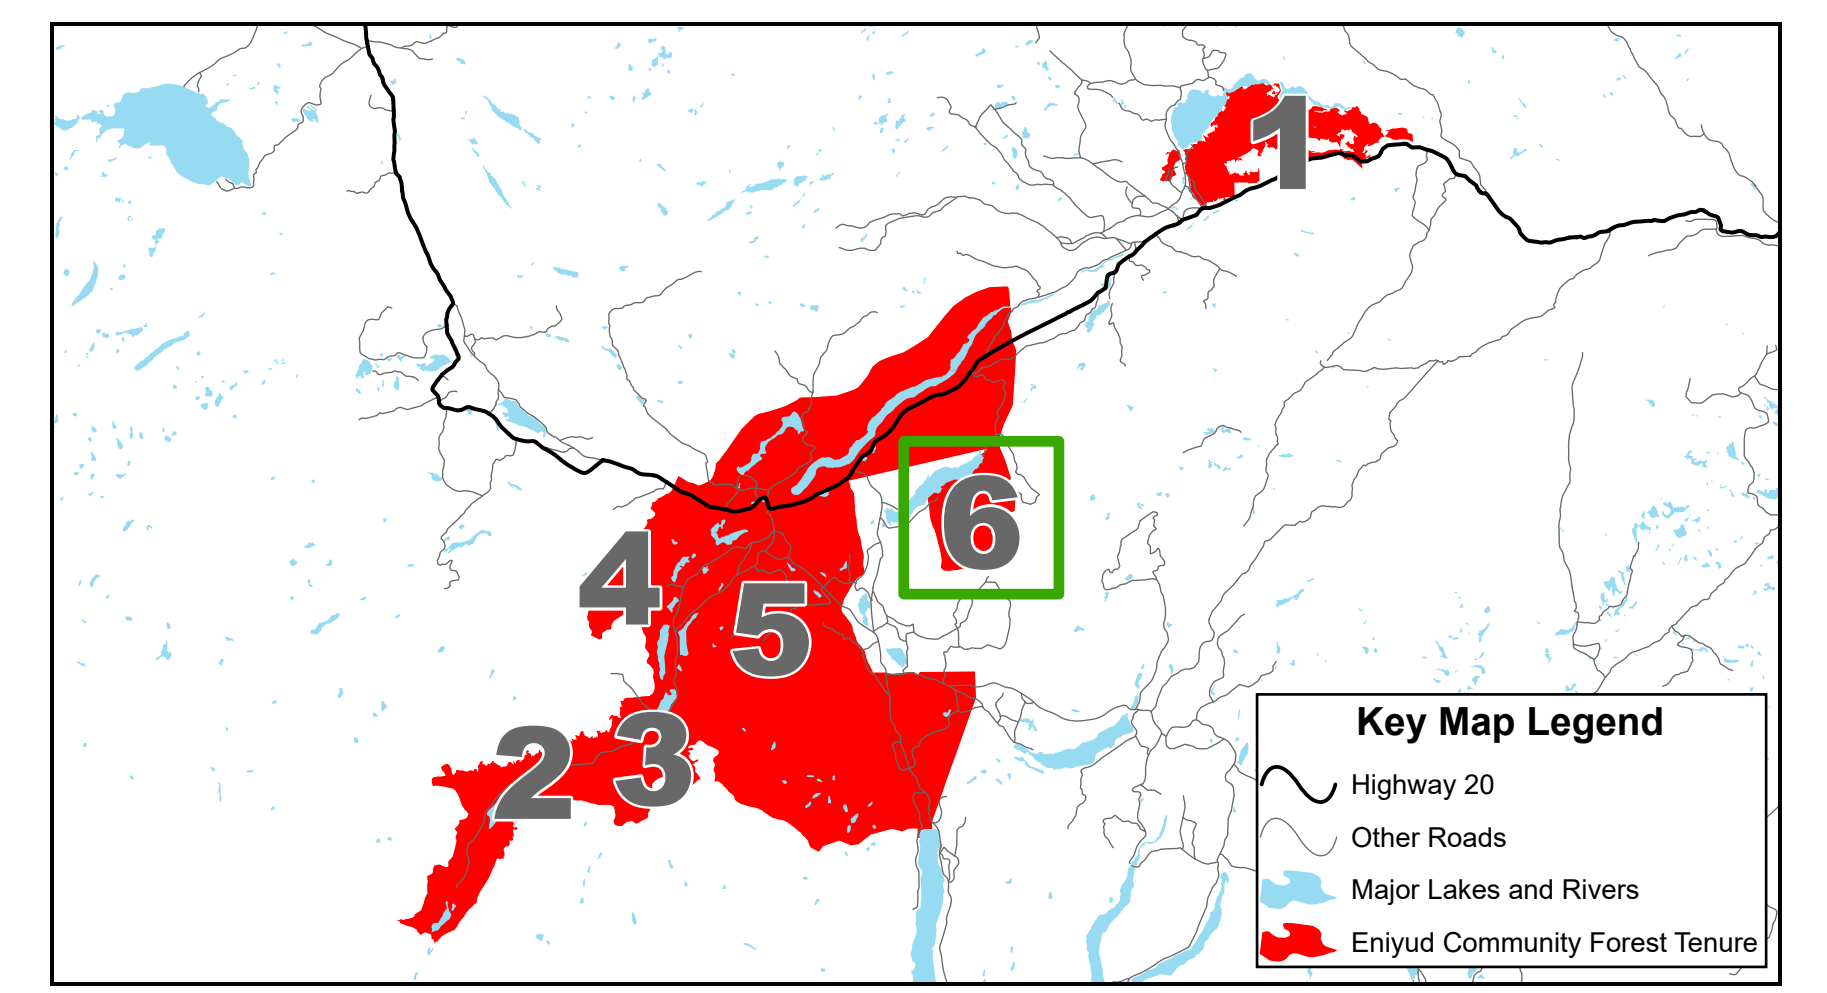 1
6
4
5
3
2
Key Map Legend
Highway 20
Other Roads
Major Lakes and Rivers
Eniyud Community Forest Tenure